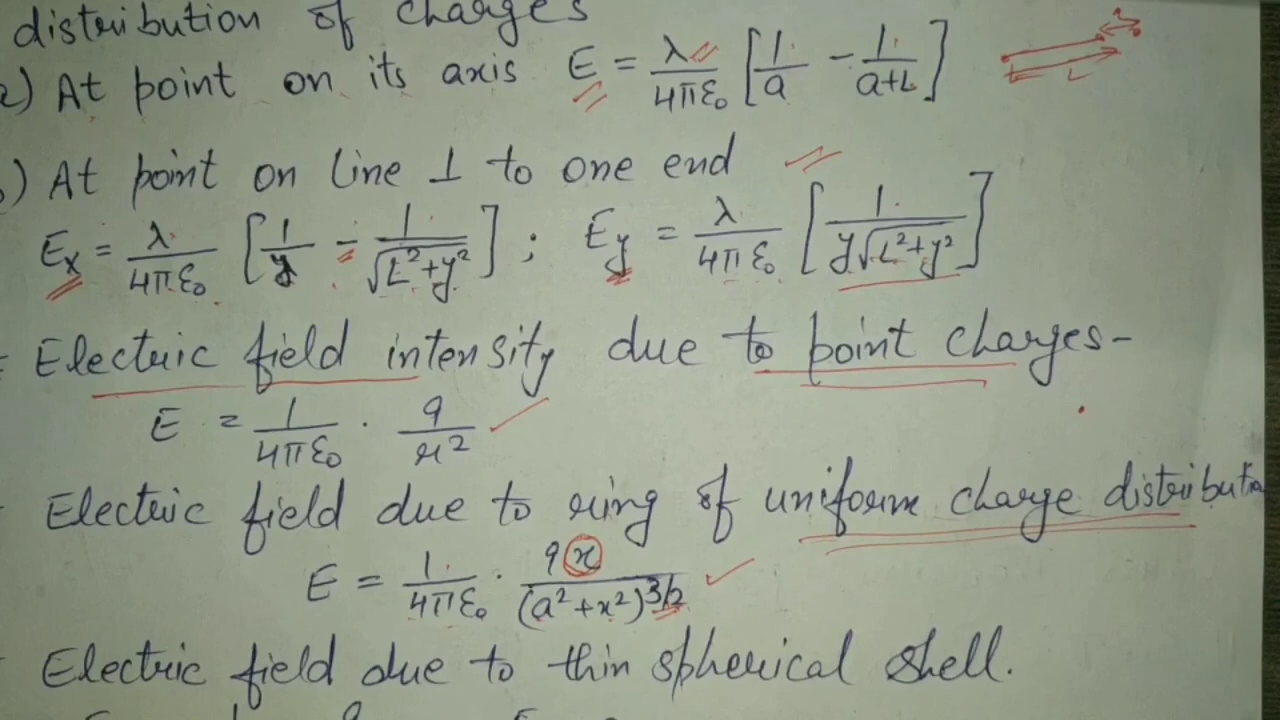 distribution of charges
2) At point on its axis E = λ/4πε₀ [1/a - 1/a+L]
L
) At point on line ⊥ to one end
Eₓ = λ/4πε₀ [1/y - 1/√L²+y²] ; Ey = λ/4πε₀ [1/y√L²+y²]
Electric field intensity due to point charges-
E = 1/4πε₀ . q/r²
Electric field due to ring of uniform charge distributio
E = 1/4πε₀ . qx/(a²+x²)^3/2
Electric field due to thin spherical shell.